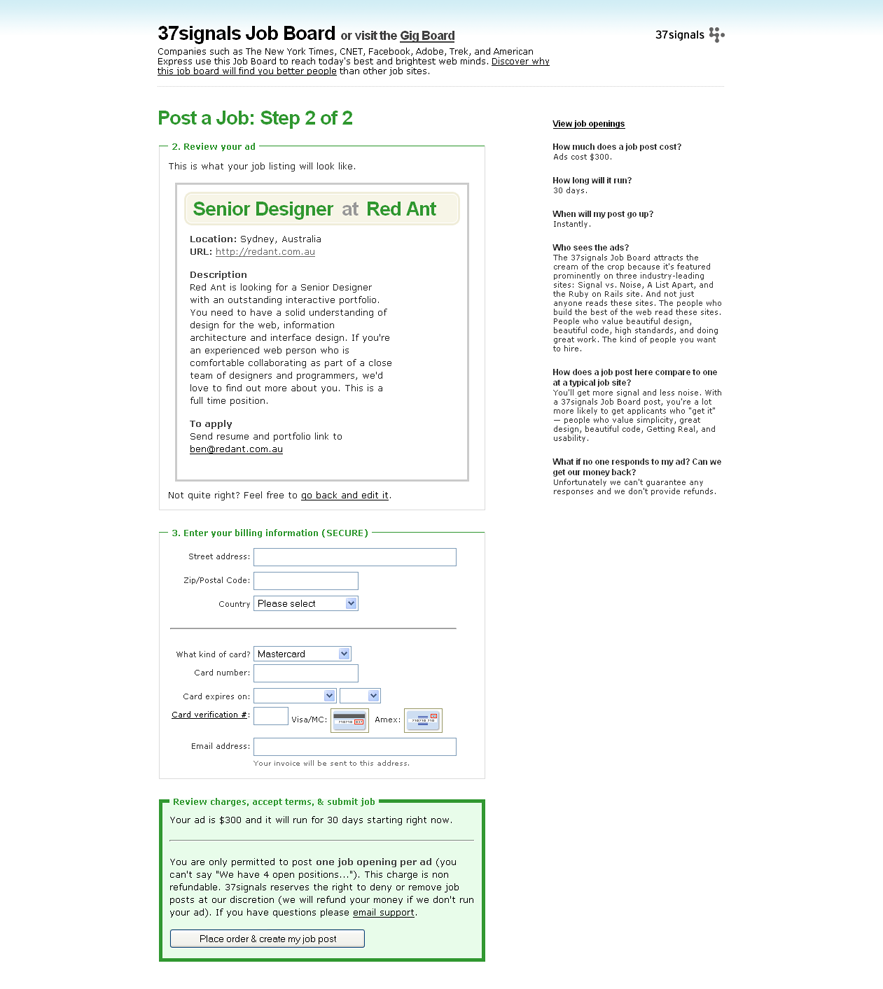 37signals Job Board or visit the Gig Board
37signals
Companies such as The New York Times, CNET, Facebook, Adobe, Trek, and American
Express use this Job Board to reach today's best and brightest web minds. Discover why
this job board will find you better people than other job sites.
Post a Job: Step 2 of 2
2. Review your ad
This is what your job listing will look like.
Senior Designer at Red Ant
Location: Sydney, Australia
URL: http://redant.com.au
Description
Red Ant is looking for a Senior Designer
with an outstanding interactive portfolio.
You need to have a solid understanding of
design for the web, information
architecture and interface design. If you're
an experienced web person who is
comfortable collaborating as part of a close
team of designers and programmers, we'd
love to find out more about you. This is a
full time position.
To apply
Send resume and portfolio link to
ben@redant.com.au
Not quite right? Feel free to go back and edit it.
3. Enter your billing information (SECURE)
Street address:
Zip/Postal Code:
Country Please select
What kind of card? Mastercard
Card number:
Card expires on:
Card verification #: Visa/MC: Amex:
Email address:
Your invoice will be sent to this address.
Review charges, accept terms, & submit job
Your ad is $300 and it will run for 30 days starting right now.
You are only permitted to post one job opening per ad (you
can't say "We have 4 open positions..."). This charge is non
refundable. 37signals reserves the right to deny or remove job
posts at our discretion (we will refund your money if we don't run
your ad). If you have questions please email support.
Place order & create my job post
View job openings
How much does a job post cost?
Ads cost $300.
How long will it run?
30 days.
When will my post go up?
Instantly.
Who sees the ads?
The 37signals Job Board attracts the
cream of the crop because it's featured
prominently on three industry-leading
sites: Signal vs. Noise, A List Apart, and
the Ruby on Rails site. And not just
anyone reads these sites. The people who
build the best of the web read these sites.
People who value beautiful design,
beautiful code, high standards, and doing
great work. The kind of people you want
to hire.
How does a job post here compare to one
at a typical job site?
You'll get more signal and less noise. With
a 37signals Job Board post, you're a lot
more likely to get applicants who "get it"
— people who value simplicity, great
design, beautiful code, Getting Real, and
usability.
What if no one responds to my ad? Can we
get our money back?
Unfortunately we can't guarantee any
responses and we don't provide refunds.